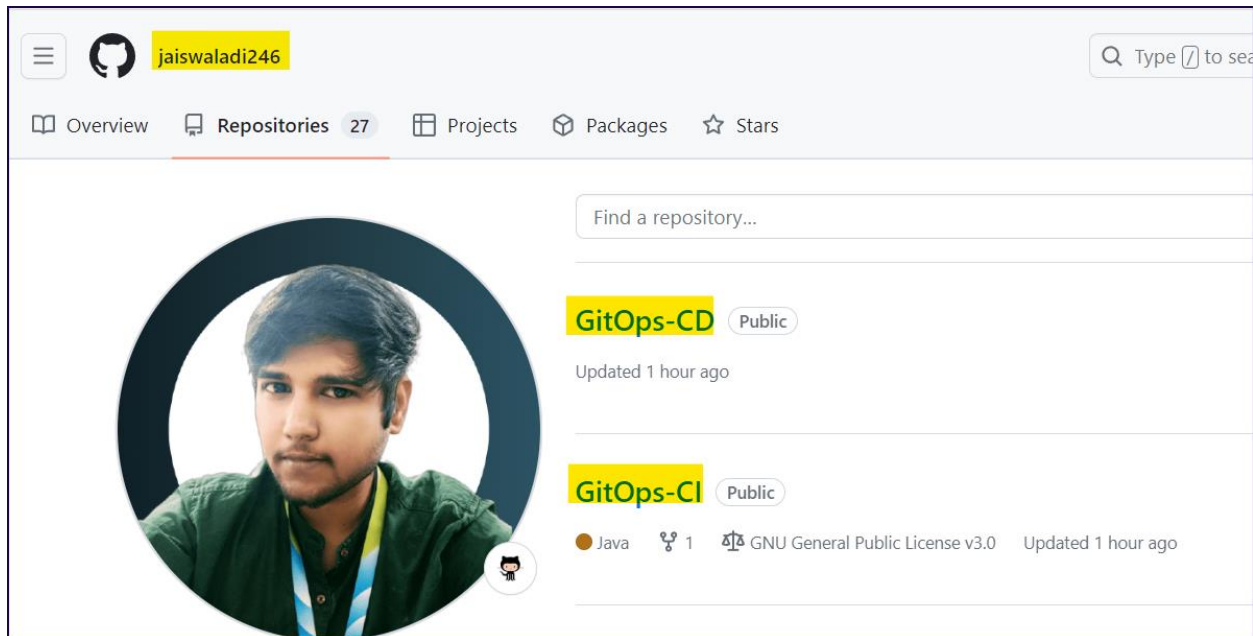 jaiswaladi246
Type / to sea
Overview Repositories 27 Projects Packages Stars
Find a repository...
GitOps-CD Public
Updated 1 hour ago
GitOps-CI Public
Java 1 GNU General Public License v3.0 Updated 1 hour ago